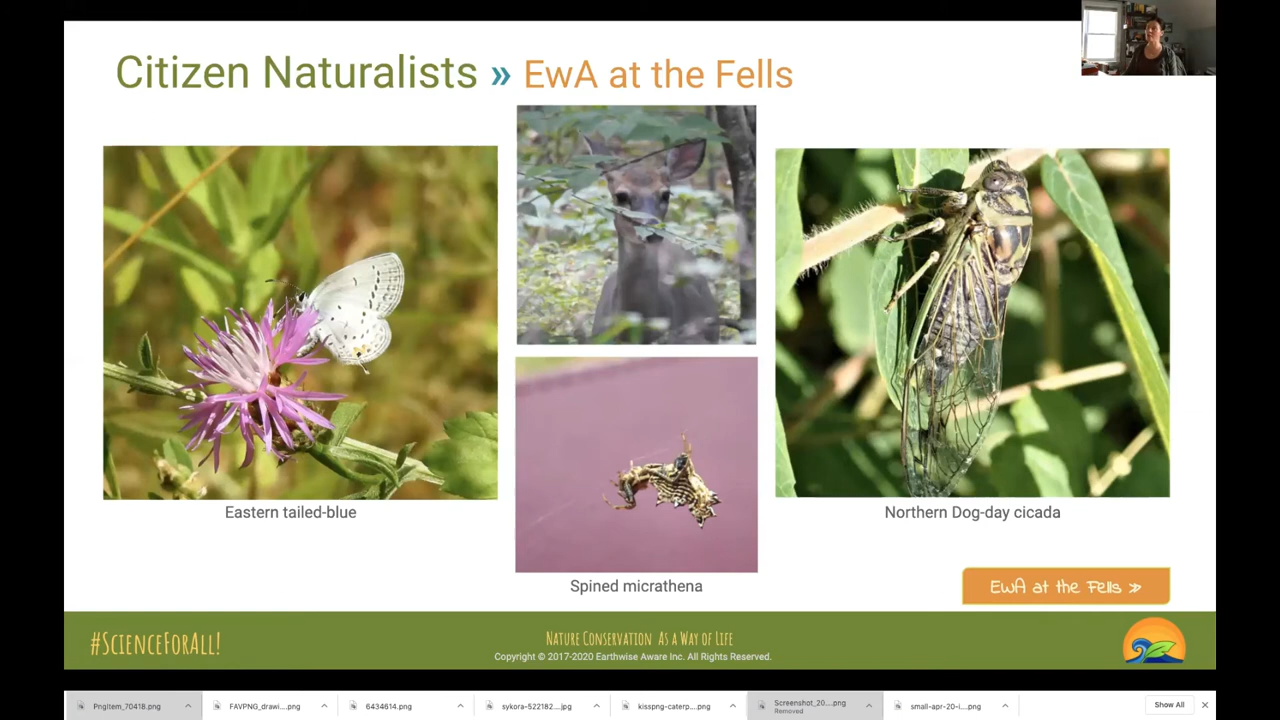 Citizen Naturalists » EwA at the Fells
Eastern tailed-blue
Spined micrathena
Northern Dog-day cicada
EwA at the Fells »
#ScienceForAll!
Nature Conservation As a Way of Life
Copyright © 2017-2020 Earthwise Aware Inc. All Rights Reserved.
PngItem_70418.png
FAVPNG_drawi....png
6434614.png
sykora-522182...jpg
kisspng-caterp....png
Screenshot_20....png
Removed
small-apr-20-i....png
Show All